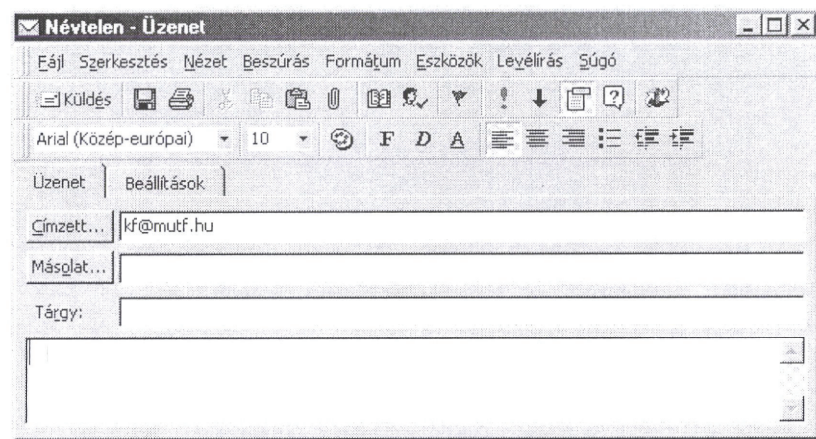 Névtelen - Üzenet
Fájl Szerkesztés Nézet Beszúrás Formátum Eszközök Levélírás Súgó
Küldés
Arial (Közép-európai) 10 F D A
Üzenet Beállítások
Címzett... kf@mutf.hu
Másolat...
Tárgy: